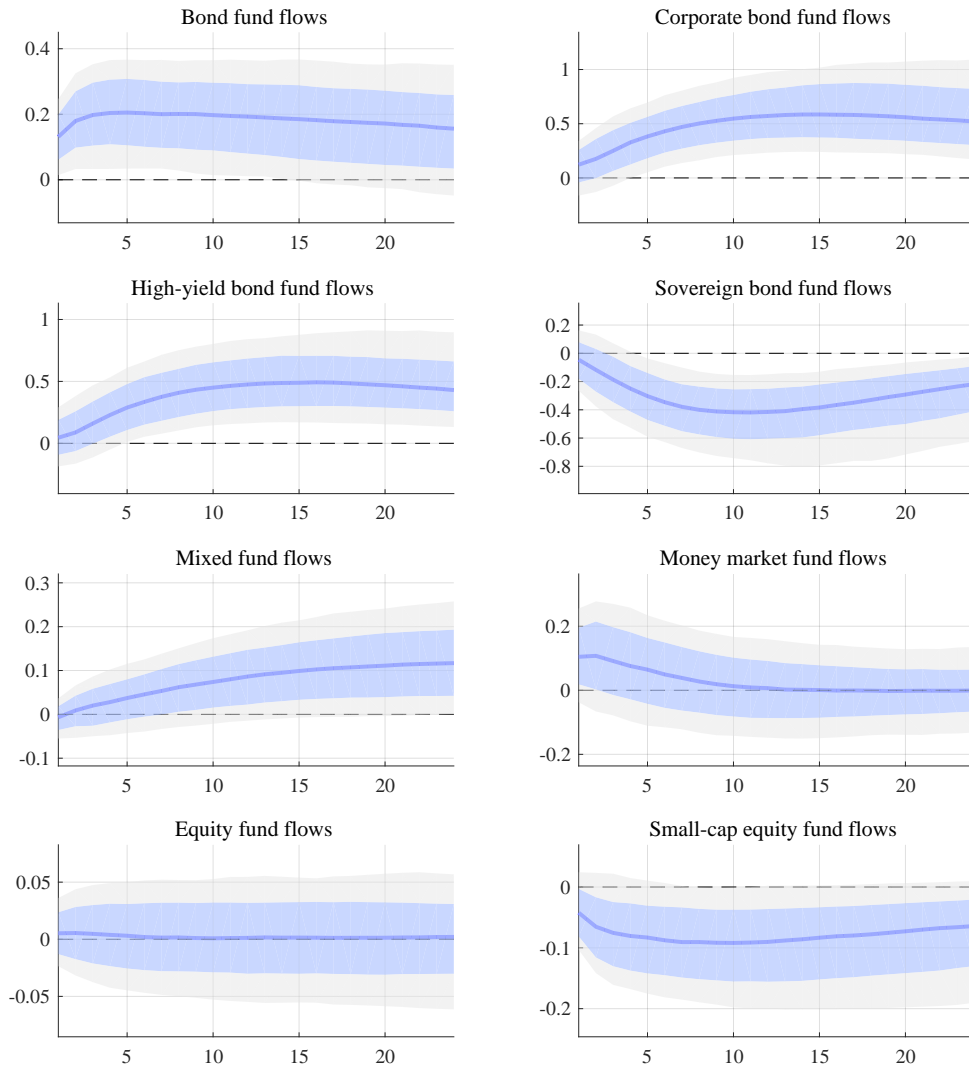 Bond fund flows
0.4
0.2
0
5 10 15 20
Corporate bond fund flows
1
0.5
0
5 10 15 20
High-yield bond fund flows
1
0.5
0
5 10 15 20
Sovereign bond fund flows
0.2
0
-0.2
-0.4
-0.6
-0.8
5 10 15 20
Mixed fund flows
0.3
0.2
0.1
0
-0.1
5 10 15 20
Money market fund flows
0.2
0
-0.2
5 10 15 20
Equity fund flows
0.05
0
-0.05
5 10 15 20
Small-cap equity fund flows
0
-0.1
-0.2
5 10 15 20